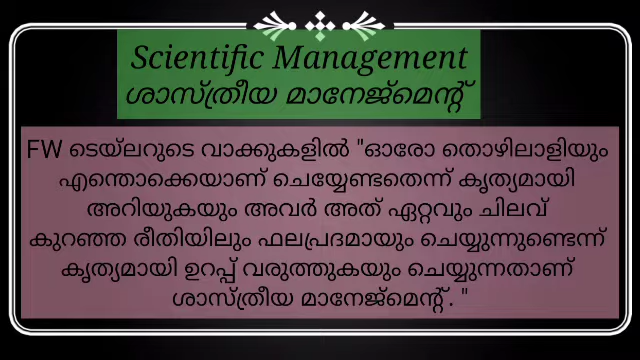 Scientific Management
ശാസ്ത്രീയ മാനേജ്മെന്റ്
FW ടെയ്‌ലറുടെ വാക്കുകളിൽ "ഓരോ തൊഴിലാളിയും
എന്തൊക്കെയാണ് ചെയ്യേണ്ടതെന്ന് കൃത്യമായി
അറിയുകയും അവർ അത് ഏറ്റവും ചിലവ്
കുറഞ്ഞ രീതിയിലും ഫലപ്രദമായും ചെയ്യുന്നുണ്ടെന്ന്
കൃത്യമായി ഉറപ്പ് വരുത്തുകയും ചെയ്യുന്നതാണ്
ശാസ്ത്രീയ മാനേജ്മെന്റ്. "